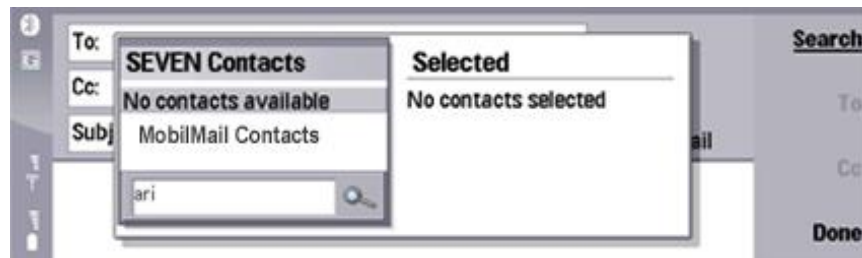 To:
Cc:
Subj
SEVEN Contacts
No contacts available
MobilMail Contacts
ari
Selected
No contacts selected
ail
Search
To
Cc
Done